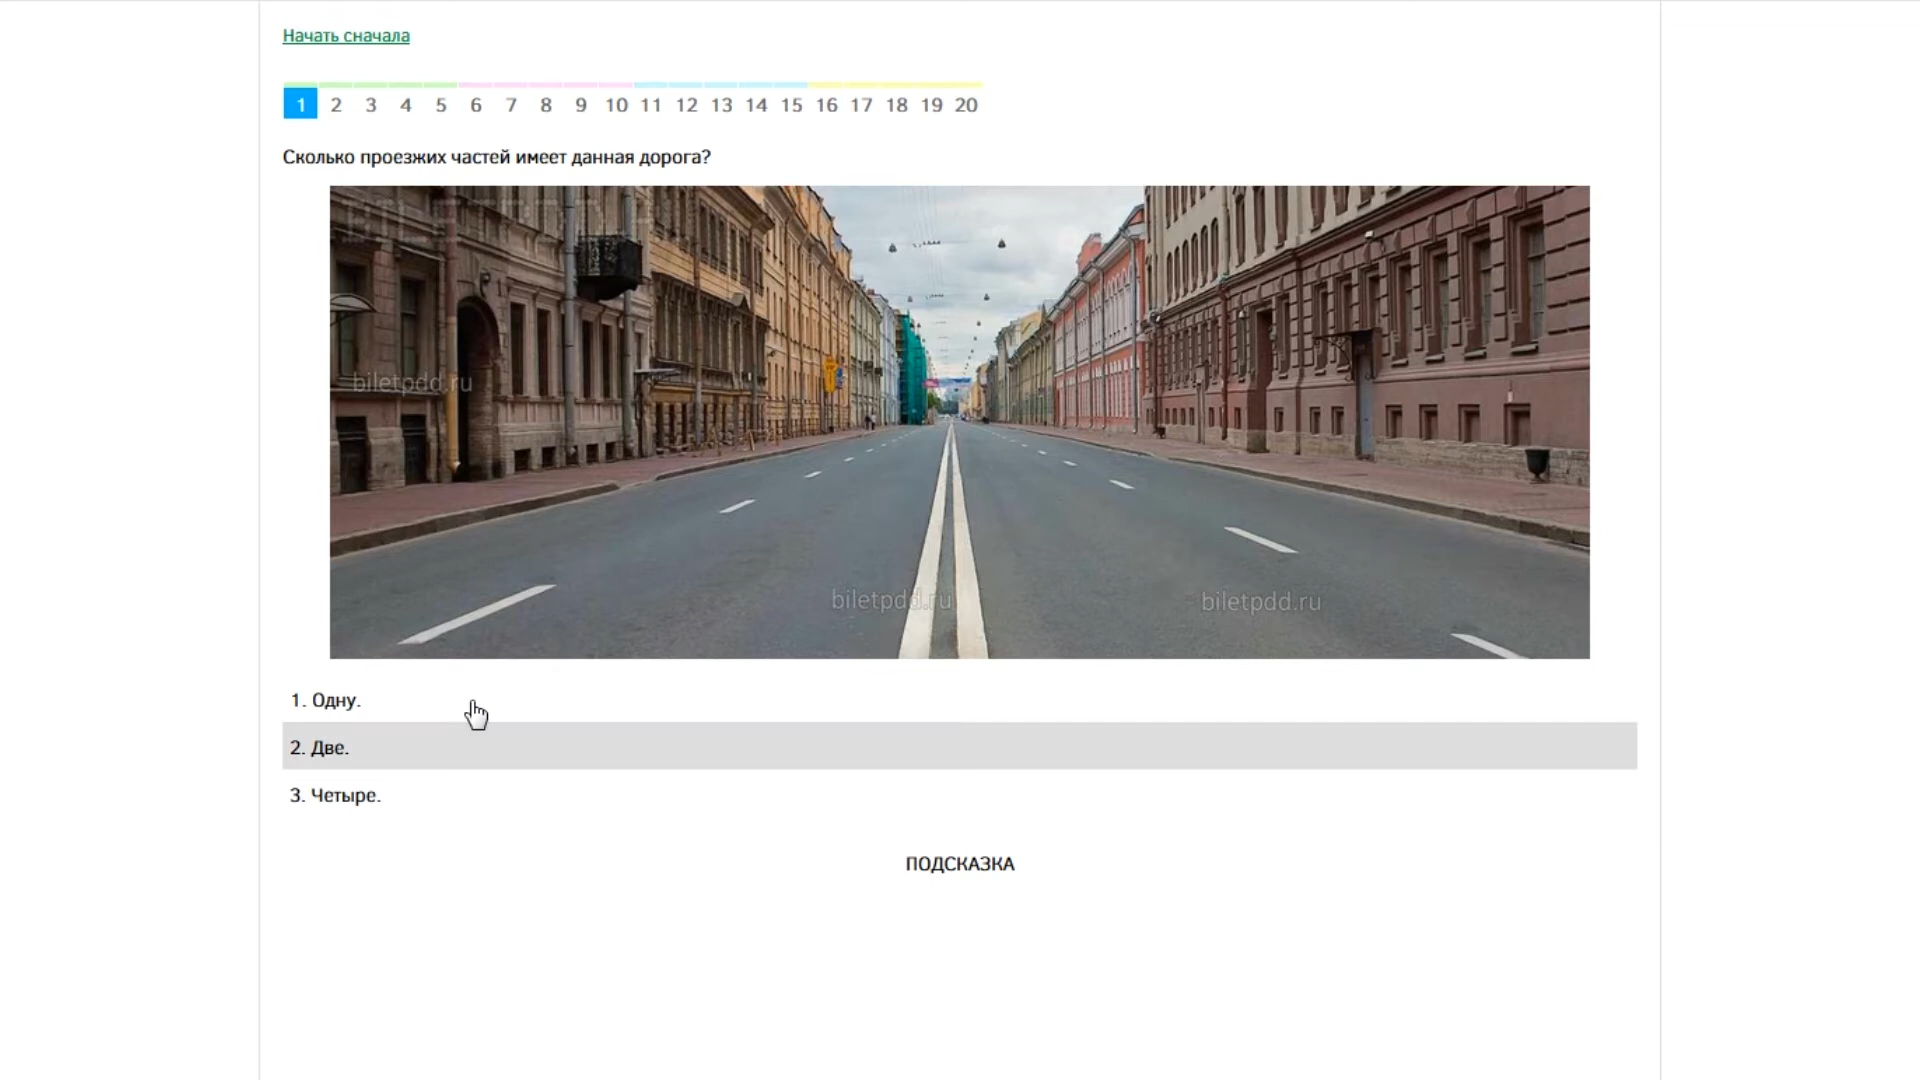 Начать сначала
1 2 3 4 5 6 7 8 9 10 11 12 13 14 15 16 17 18 19 20
Сколько проезжих частей имеет данная дорога?
biletpdd.ru
biletpdd.ru
biletpdd.ru
1. Одну.
2. Две.
3. Четыре.
ПОДСКАЗКА